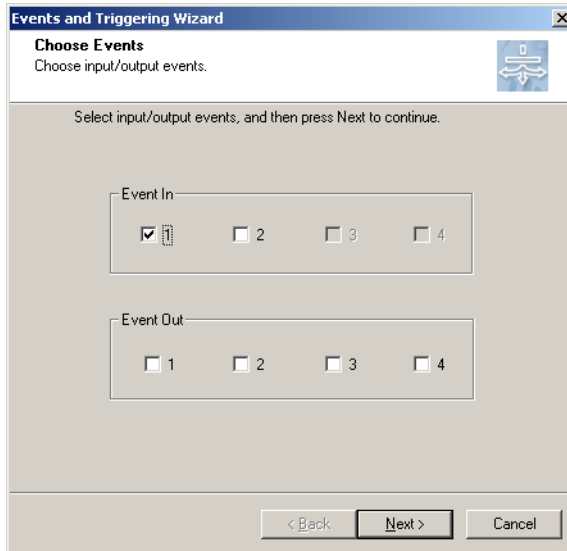 Events and Triggering Wizard
Choose Events
Choose input/output events.
Select input/output events, and then press Next to continue.
Event In
1 2 3 4
Event Out
1 2 3 4
< Back Next > Cancel